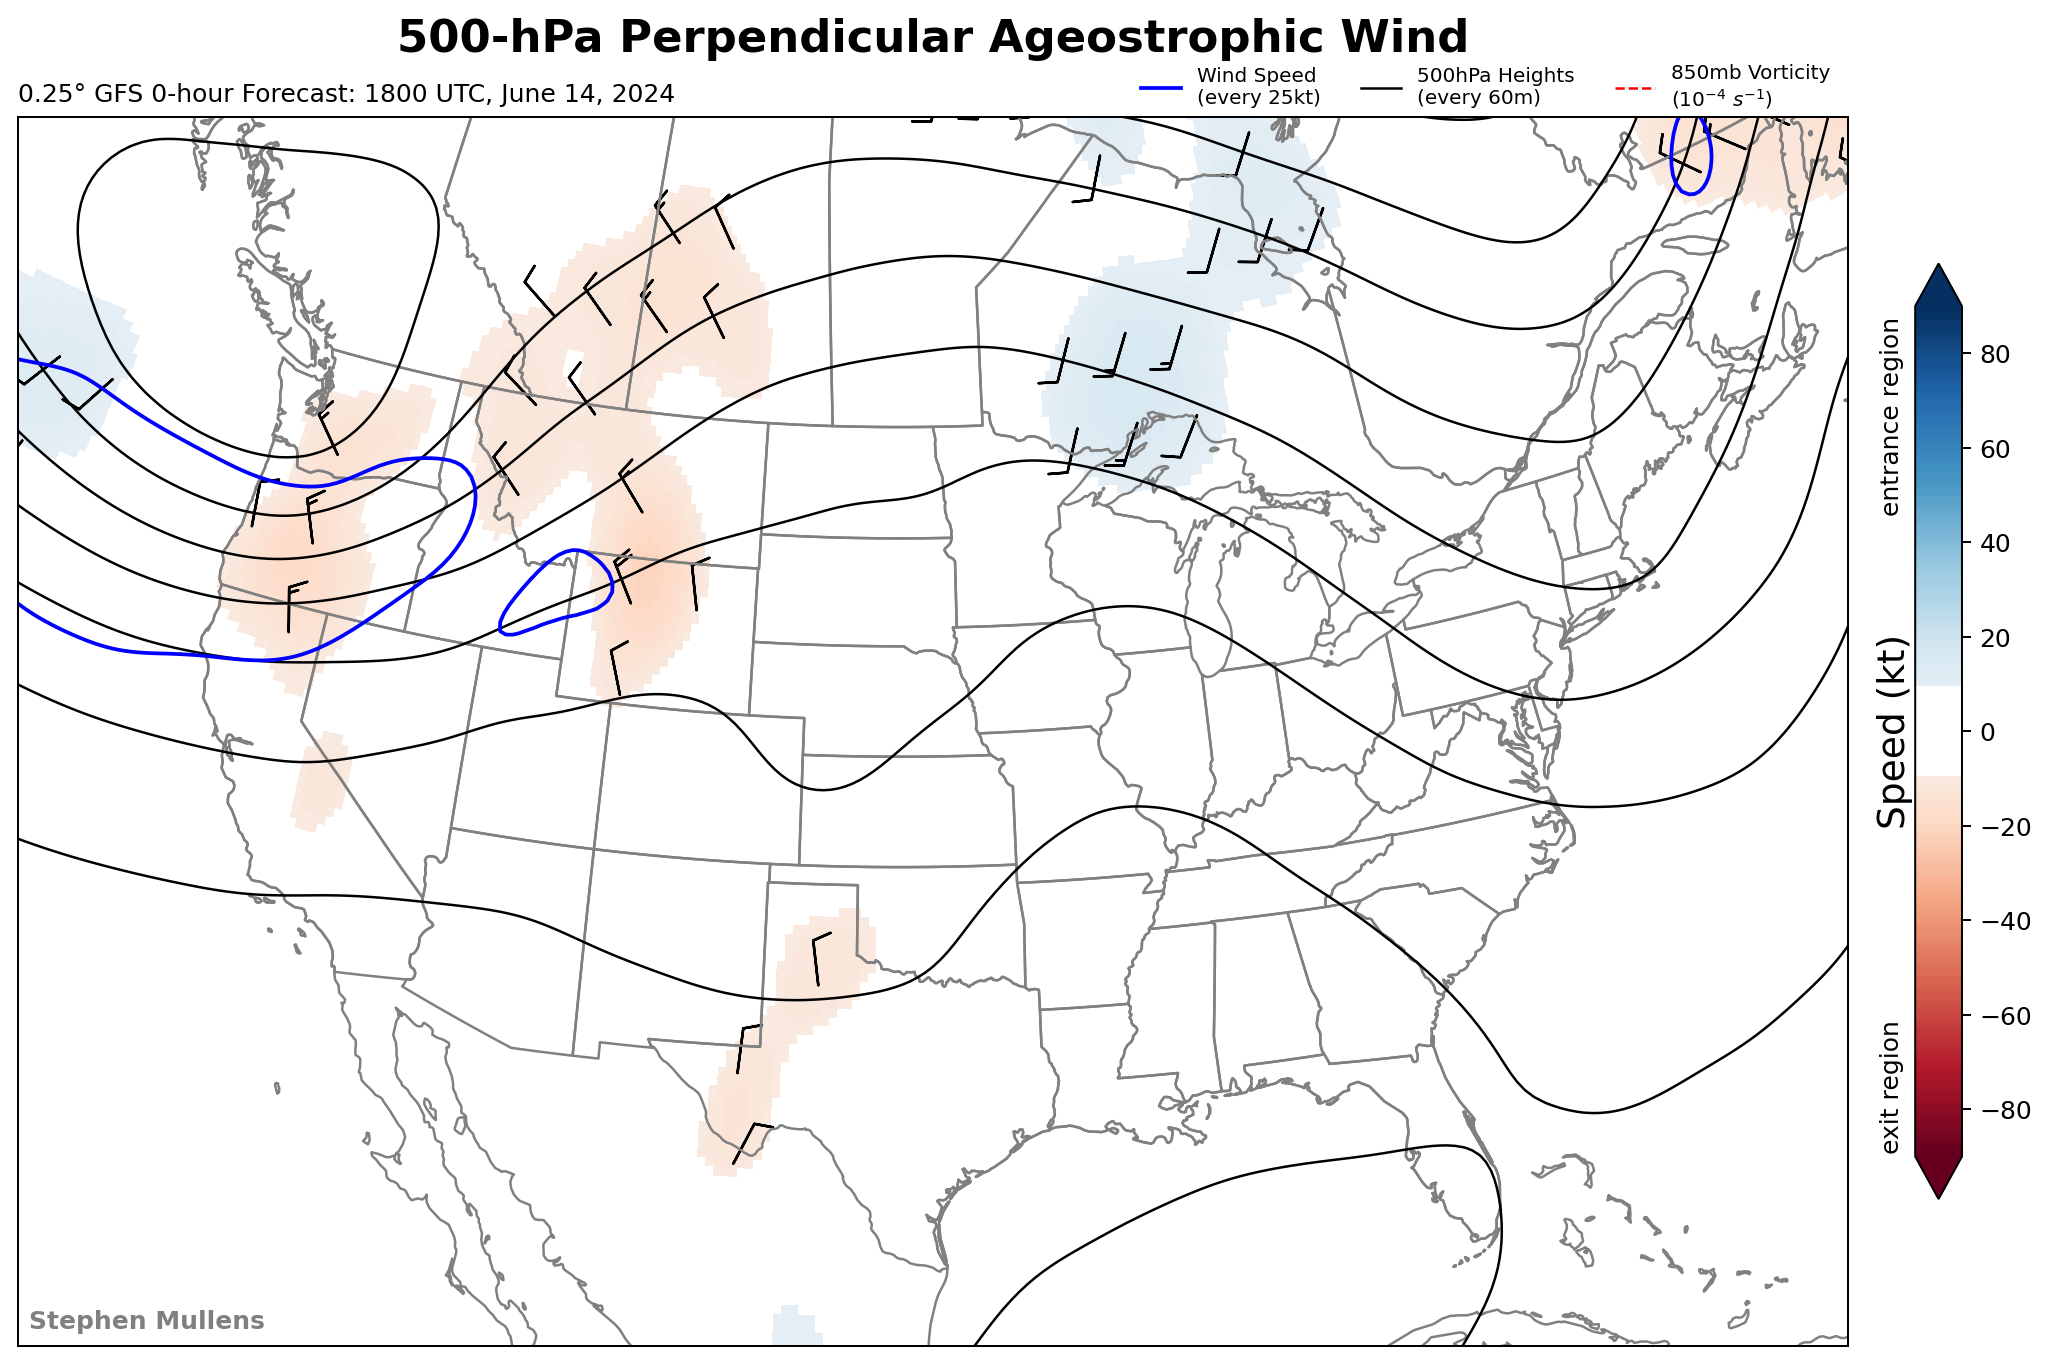 500-hPa Perpendicular Ageostrophic Wind
0.25° GFS 0-hour Forecast: 1800 UTC, June 14, 2024
Wind Speed
(every 25kt)
500hPa Heights
(every 60m)
850mb Vorticity
(10⁻⁴ s⁻¹)
80
60
40
20
0
−20
−40
−60
−80
entrance region
Speed (kt)
exit region
Stephen Mullens